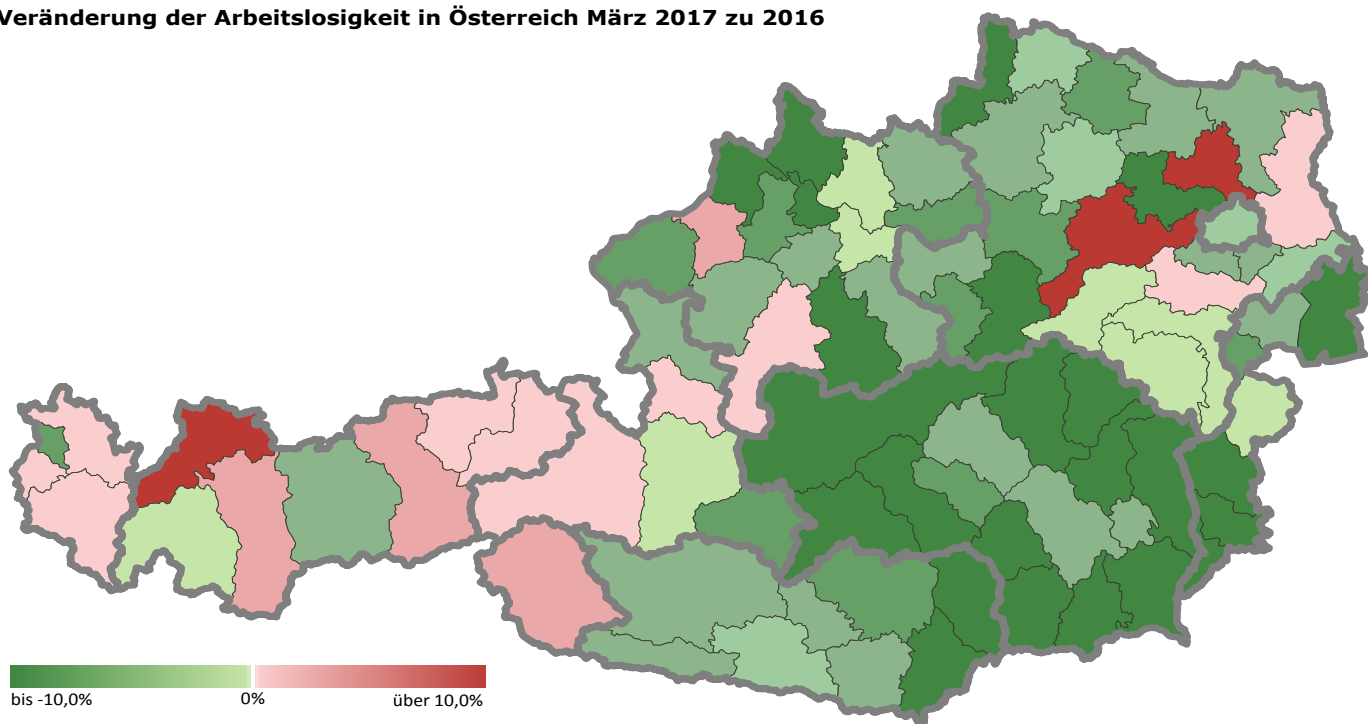 Veränderung der Arbeitslosigkeit in Österreich März 2017 zu 2016
bis -10,0% 0% über 10,0%